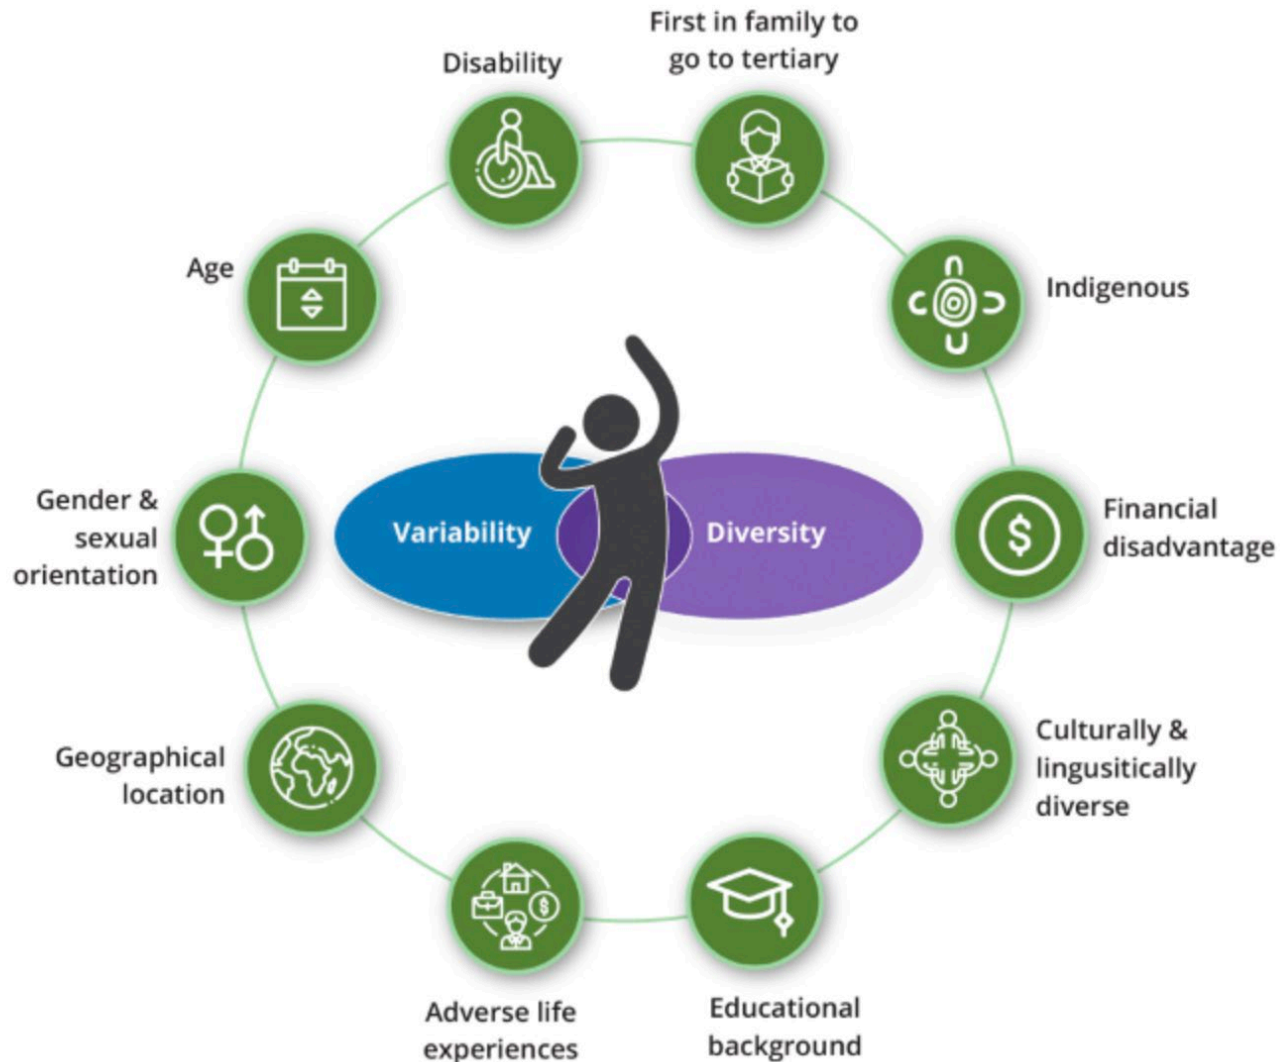 First in family to
go to tertiary
Disability
Indigenous
Age
Financial
disadvantage
Gender &
sexual
orientation
Variability
Diversity
Culturally &
lingusitically
diverse
Geographical
location
Educational
background
Adverse life
experiences
$
$